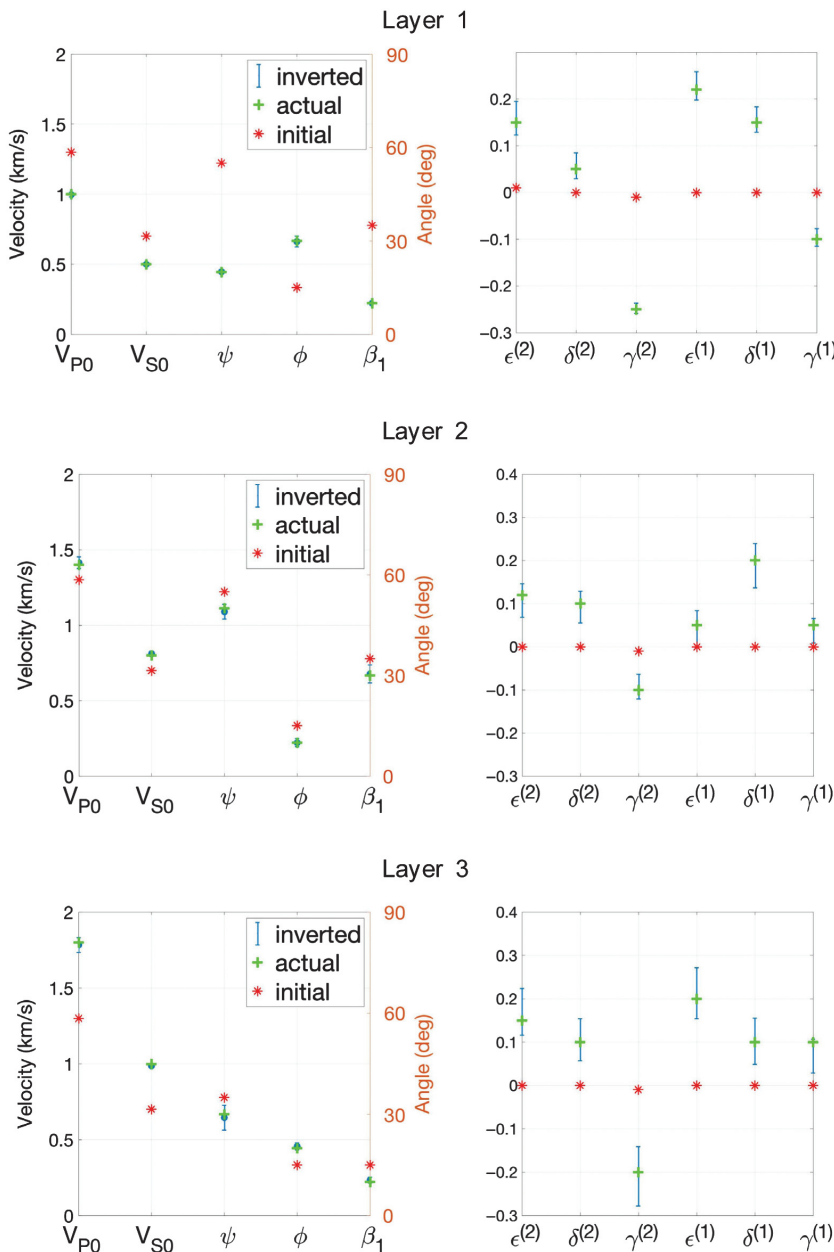 Layer 1
2
1.5
1
0.5
0
Velocity (km/s)
90
60
30
0
Angle (deg)
inverted
actual
initial
V_P0 V_S0 ψ ϕ β_1
0.2
0.1
0
−0.1
−0.2
−0.3
ϵ^(2) δ^(2) γ^(2) ϵ^(1) δ^(1) γ^(1)
Layer 2
2
1.5
1
0.5
0
Velocity (km/s)
90
60
30
0
Angle (deg)
inverted
actual
initial
V_P0 V_S0 ψ ϕ β_1
0.4
0.3
0.2
0.1
0
−0.1
−0.2
−0.3
ϵ^(2) δ^(2) γ^(2) ϵ^(1) δ^(1) γ^(1)
Layer 3
2
1.5
1
0.5
0
Velocity (km/s)
90
60
30
0
Angle (deg)
inverted
actual
initial
V_P0 V_S0 ψ ϕ β_1
0.4
0.3
0.2
0.1
0
−0.1
−0.2
−0.3
ϵ^(2) δ^(2) γ^(2) ϵ^(1) δ^(1) γ^(1)